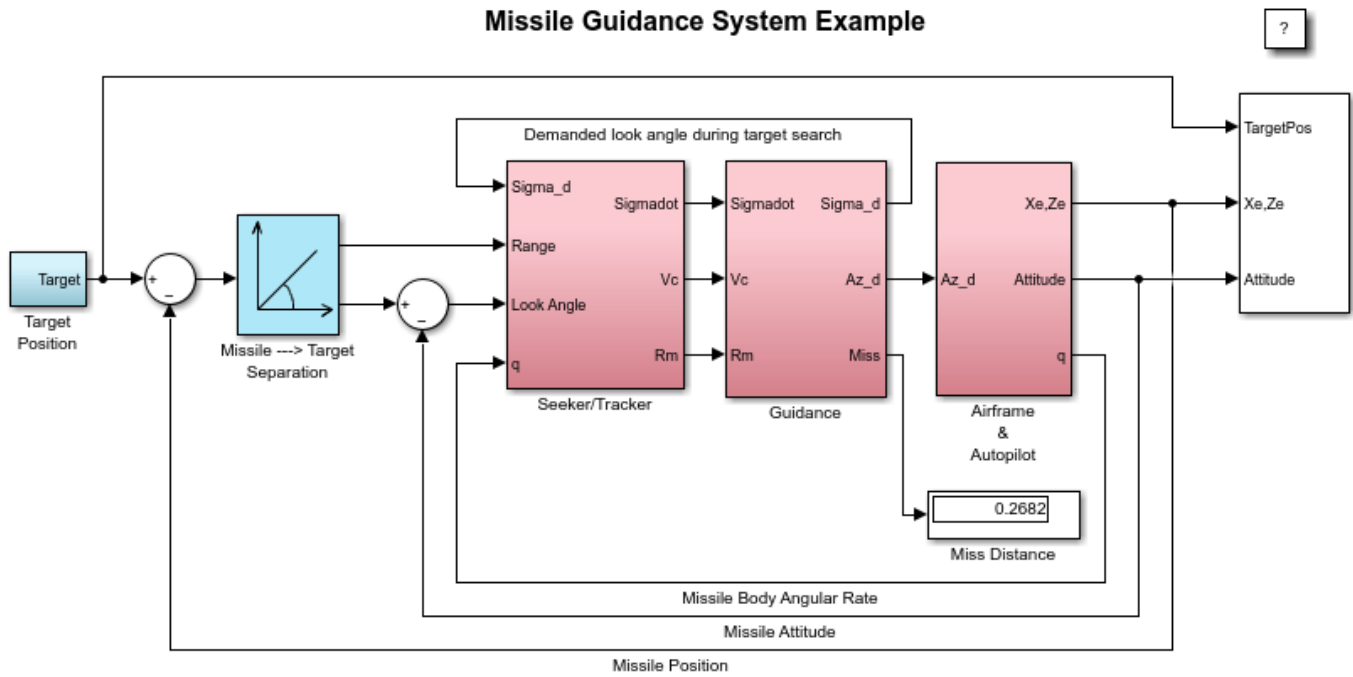 Missile Guidance System Example
?
Demanded look angle during target search
TargetPos
Xe,Ze
Attitude
Target
Target
Position
+
−
Missile ---> Target
Separation
+
−
Sigma_d
Range
Look Angle
q
Sigmadot
Vc
Rm
Seeker/Tracker
Sigmadot
Vc
Rm
Sigma_d
Az_d
Miss
Guidance
Az_d
Xe,Ze
Attitude
q
Airframe
&
Autopilot
0.2682
Miss Distance
Missile Body Angular Rate
Missile Attitude
Missile Position